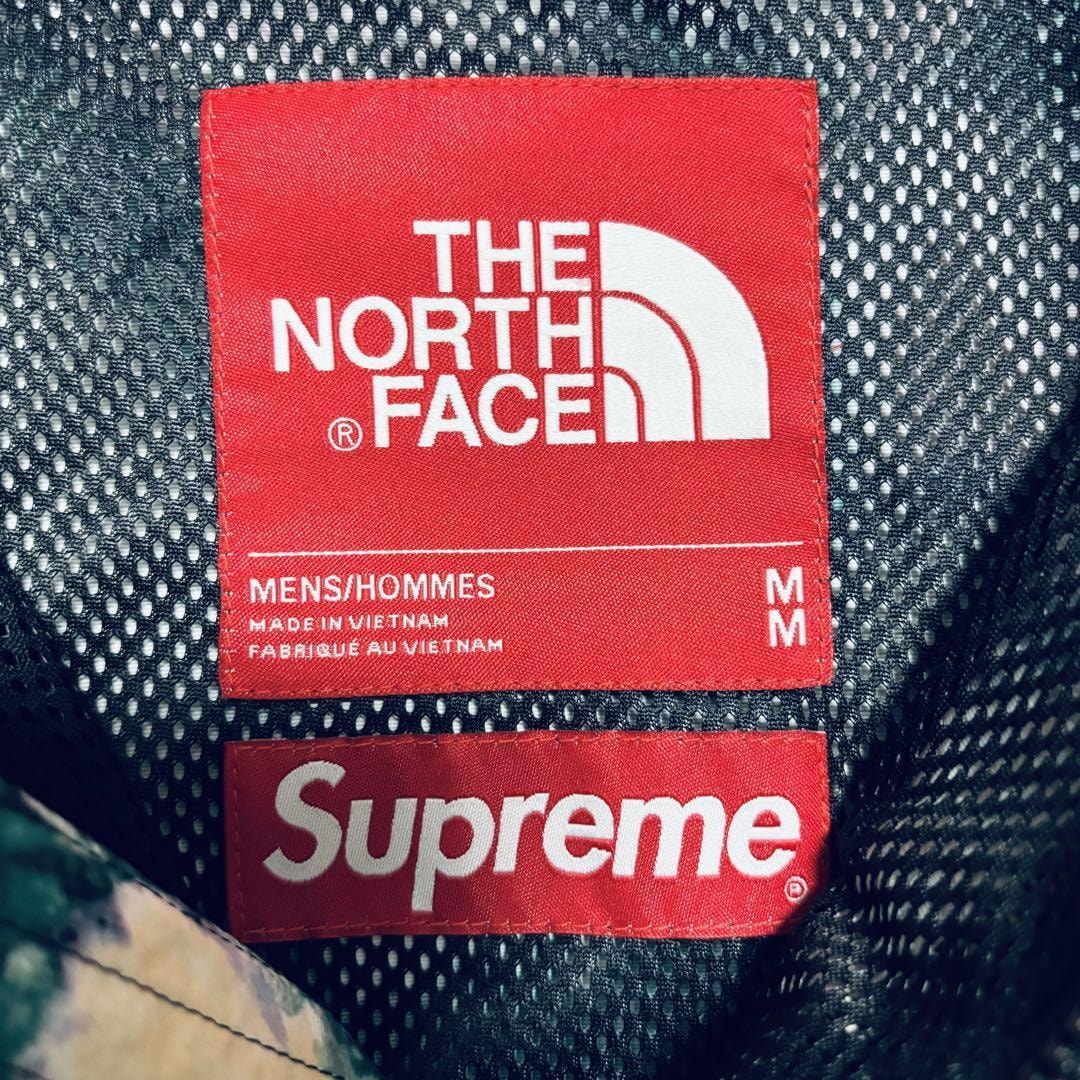 THE
NORTH
® FACE
MENS/HOMMES M
MADE IN VIETNAM M
FABRIQUÉ AU VIETNAM
Supreme ®